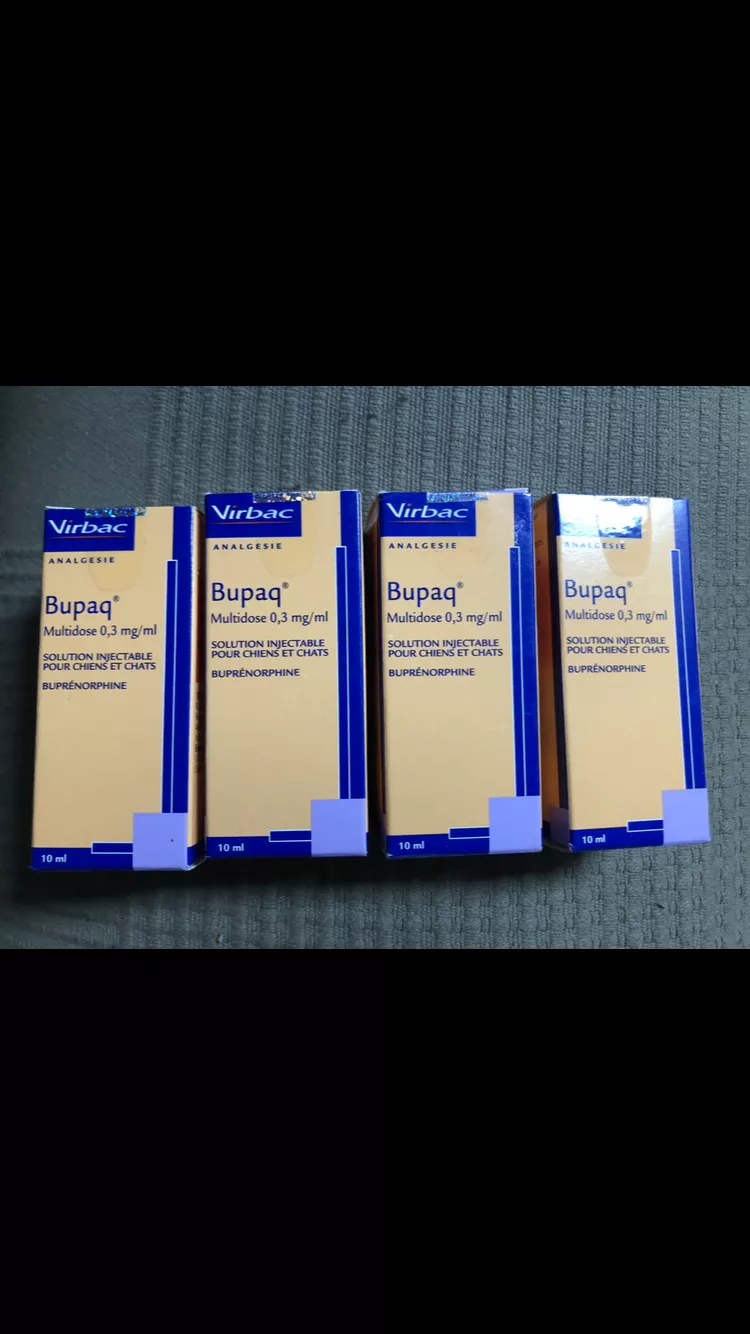 Virbac
ANALGESIE
Bupaq®
Multidose 0,3 mg/ml
SOLUTION INJECTABLE
POUR CHIENS ET CHATS
BUPRÉNORPHINE
10 ml
Virbac
ANALGESIE
Bupaq®
Multidose 0,3 mg/ml
SOLUTION INJECTABLE
POUR CHIENS ET CHATS
BUPRÉNORPHINE
10 ml
Virbac
ANALGESIE
Bupaq®
Multidose 0,3 mg/ml
SOLUTION INJECTABLE
POUR CHIENS ET CHATS
BUPRÉNORPHINE
10 ml
ANALGESIE
Bupaq®
Multidose 0,3 mg/ml
SOLUTION INJECTABLE
POUR CHIENS ET CHATS
BUPRÉNORPHINE
10 ml